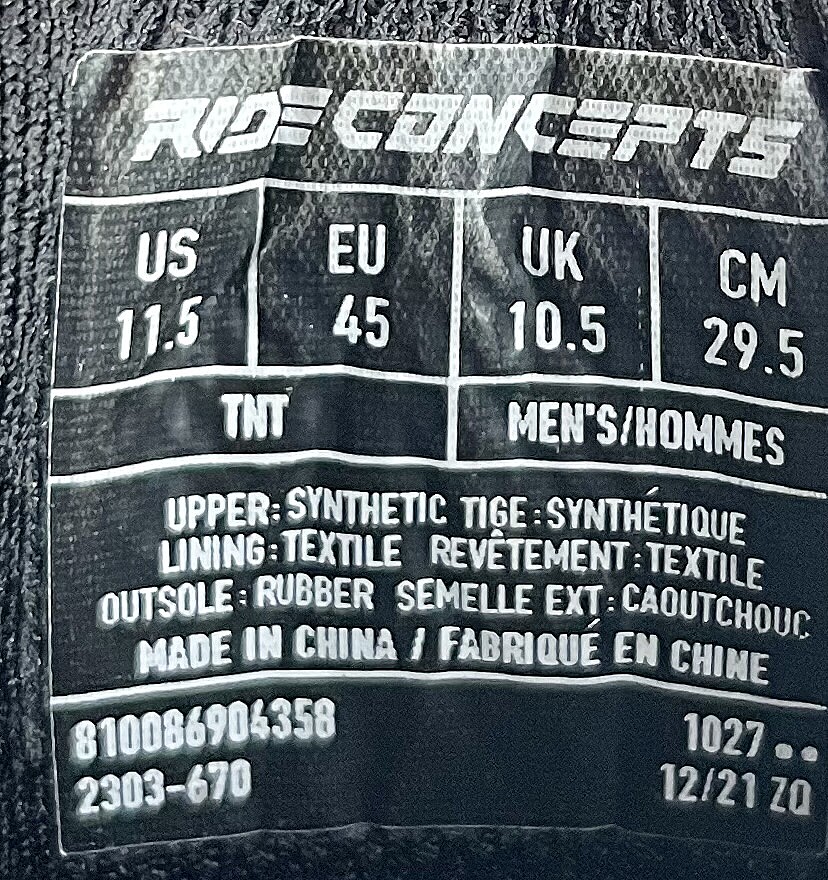 RIDE CONCEPTS
US EU UK CM
11.5 45 10.5 29.5
TNT MEN'S/HOMMES
UPPER:SYNTHETIC TIGE:SYNTHÉTIQUE
LINING:TEXTILE REVÊTEMENT:TEXTILE
OUTSOLE:RUBBER SEMELLE EXT:CAOUTCHOUC
MADE IN CHINA / FABRIQUÉ EN CHINE
810086904358 1027 ••
2303-670 12/21 ZQ